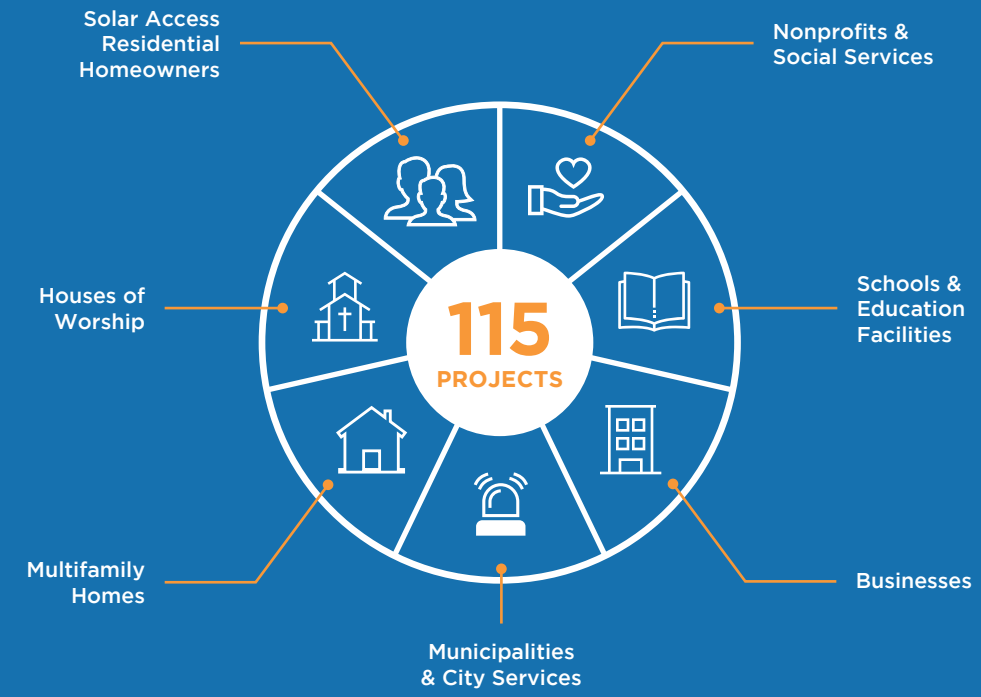 Solar Access
Residential
Homeowners
Nonprofits &
Social Services
Houses of
Worship
115
PROJECTS
Schools &
Education
Facilities
Multifamily
Homes
Businesses
Municipalities
& City Services